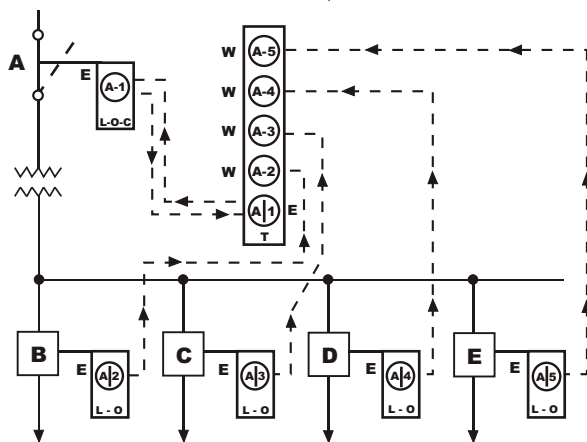 W A-5
A E A-1 W A-4
L-O-C W A-3
W A-2
A|1 E
T
B C D E
E A|2 E A|3 E A|4 E A|5
L - O L - O L - O L - O